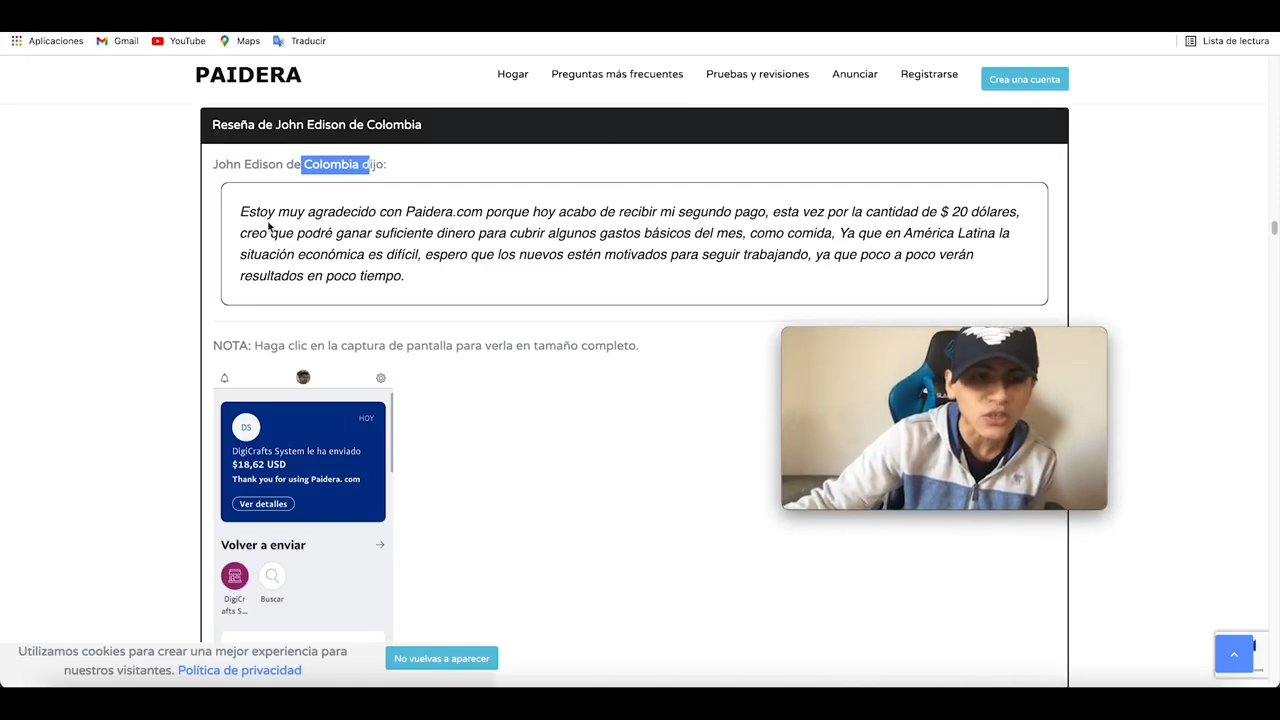 Aplicaciones Gmail YouTube Maps Traducir Lista de lectura
PAIDERA Hogar Preguntas más frecuentes Pruebas y revisiones Anunciar Registrarse Crea una cuenta
Reseña de John Edison de Colombia
John Edison de Colombia dijo:
Estoy muy agradecido con Paidera.com porque hoy acabo de recibir mi segundo pago, esta vez por la cantidad de $ 20 dólares,
creo que podré ganar suficiente dinero para cubrir algunos gastos básicos del mes, como comida, Ya que en América Latina la
situación económica es difícil, espero que los nuevos estén motivados para seguir trabajando, ya que poco a poco verán
resultados en poco tiempo.
NOTA: Haga clic en la captura de pantalla para verla en tamaño completo.
HOY
DS
DigiCrafts System le ha enviado
$18,62 USD
Thank you for using Paidera. com
Ver detalles
Volver a enviar
DigiCr
afts S...
Buscar
Utilizamos cookies para crear una mejor experiencia para
nuestros visitantes. Política de privacidad
No vuelvas a aparecer